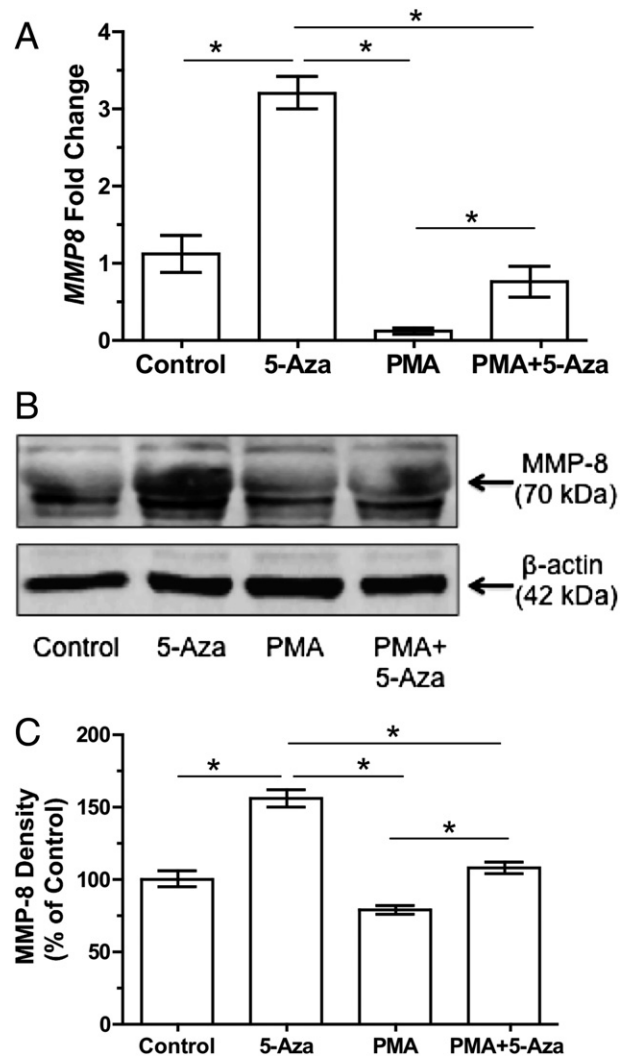 A
MMP8 Fold Change
4
3
2
1
0
* * *
*
Control 5-Aza PMA PMA+5-Aza
B
MMP-8
(70 kDa)
β-actin
(42 kDa)
Control 5-Aza PMA PMA+
5-Aza
C
MMP-8 Density
(% of Control)
200
150
100
50
0
*
* *
*
Control 5-Aza PMA PMA+5-Aza